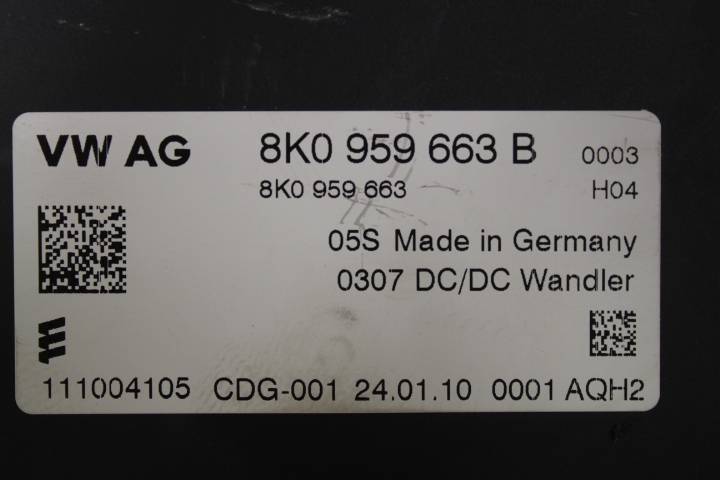 VW AG 8K0 959 663 B 0003
8K0 959 663 H04
05S Made in Germany
0307 DC/DC Wandler
111004105 CDG-001 24.01.10 0001 AQH2